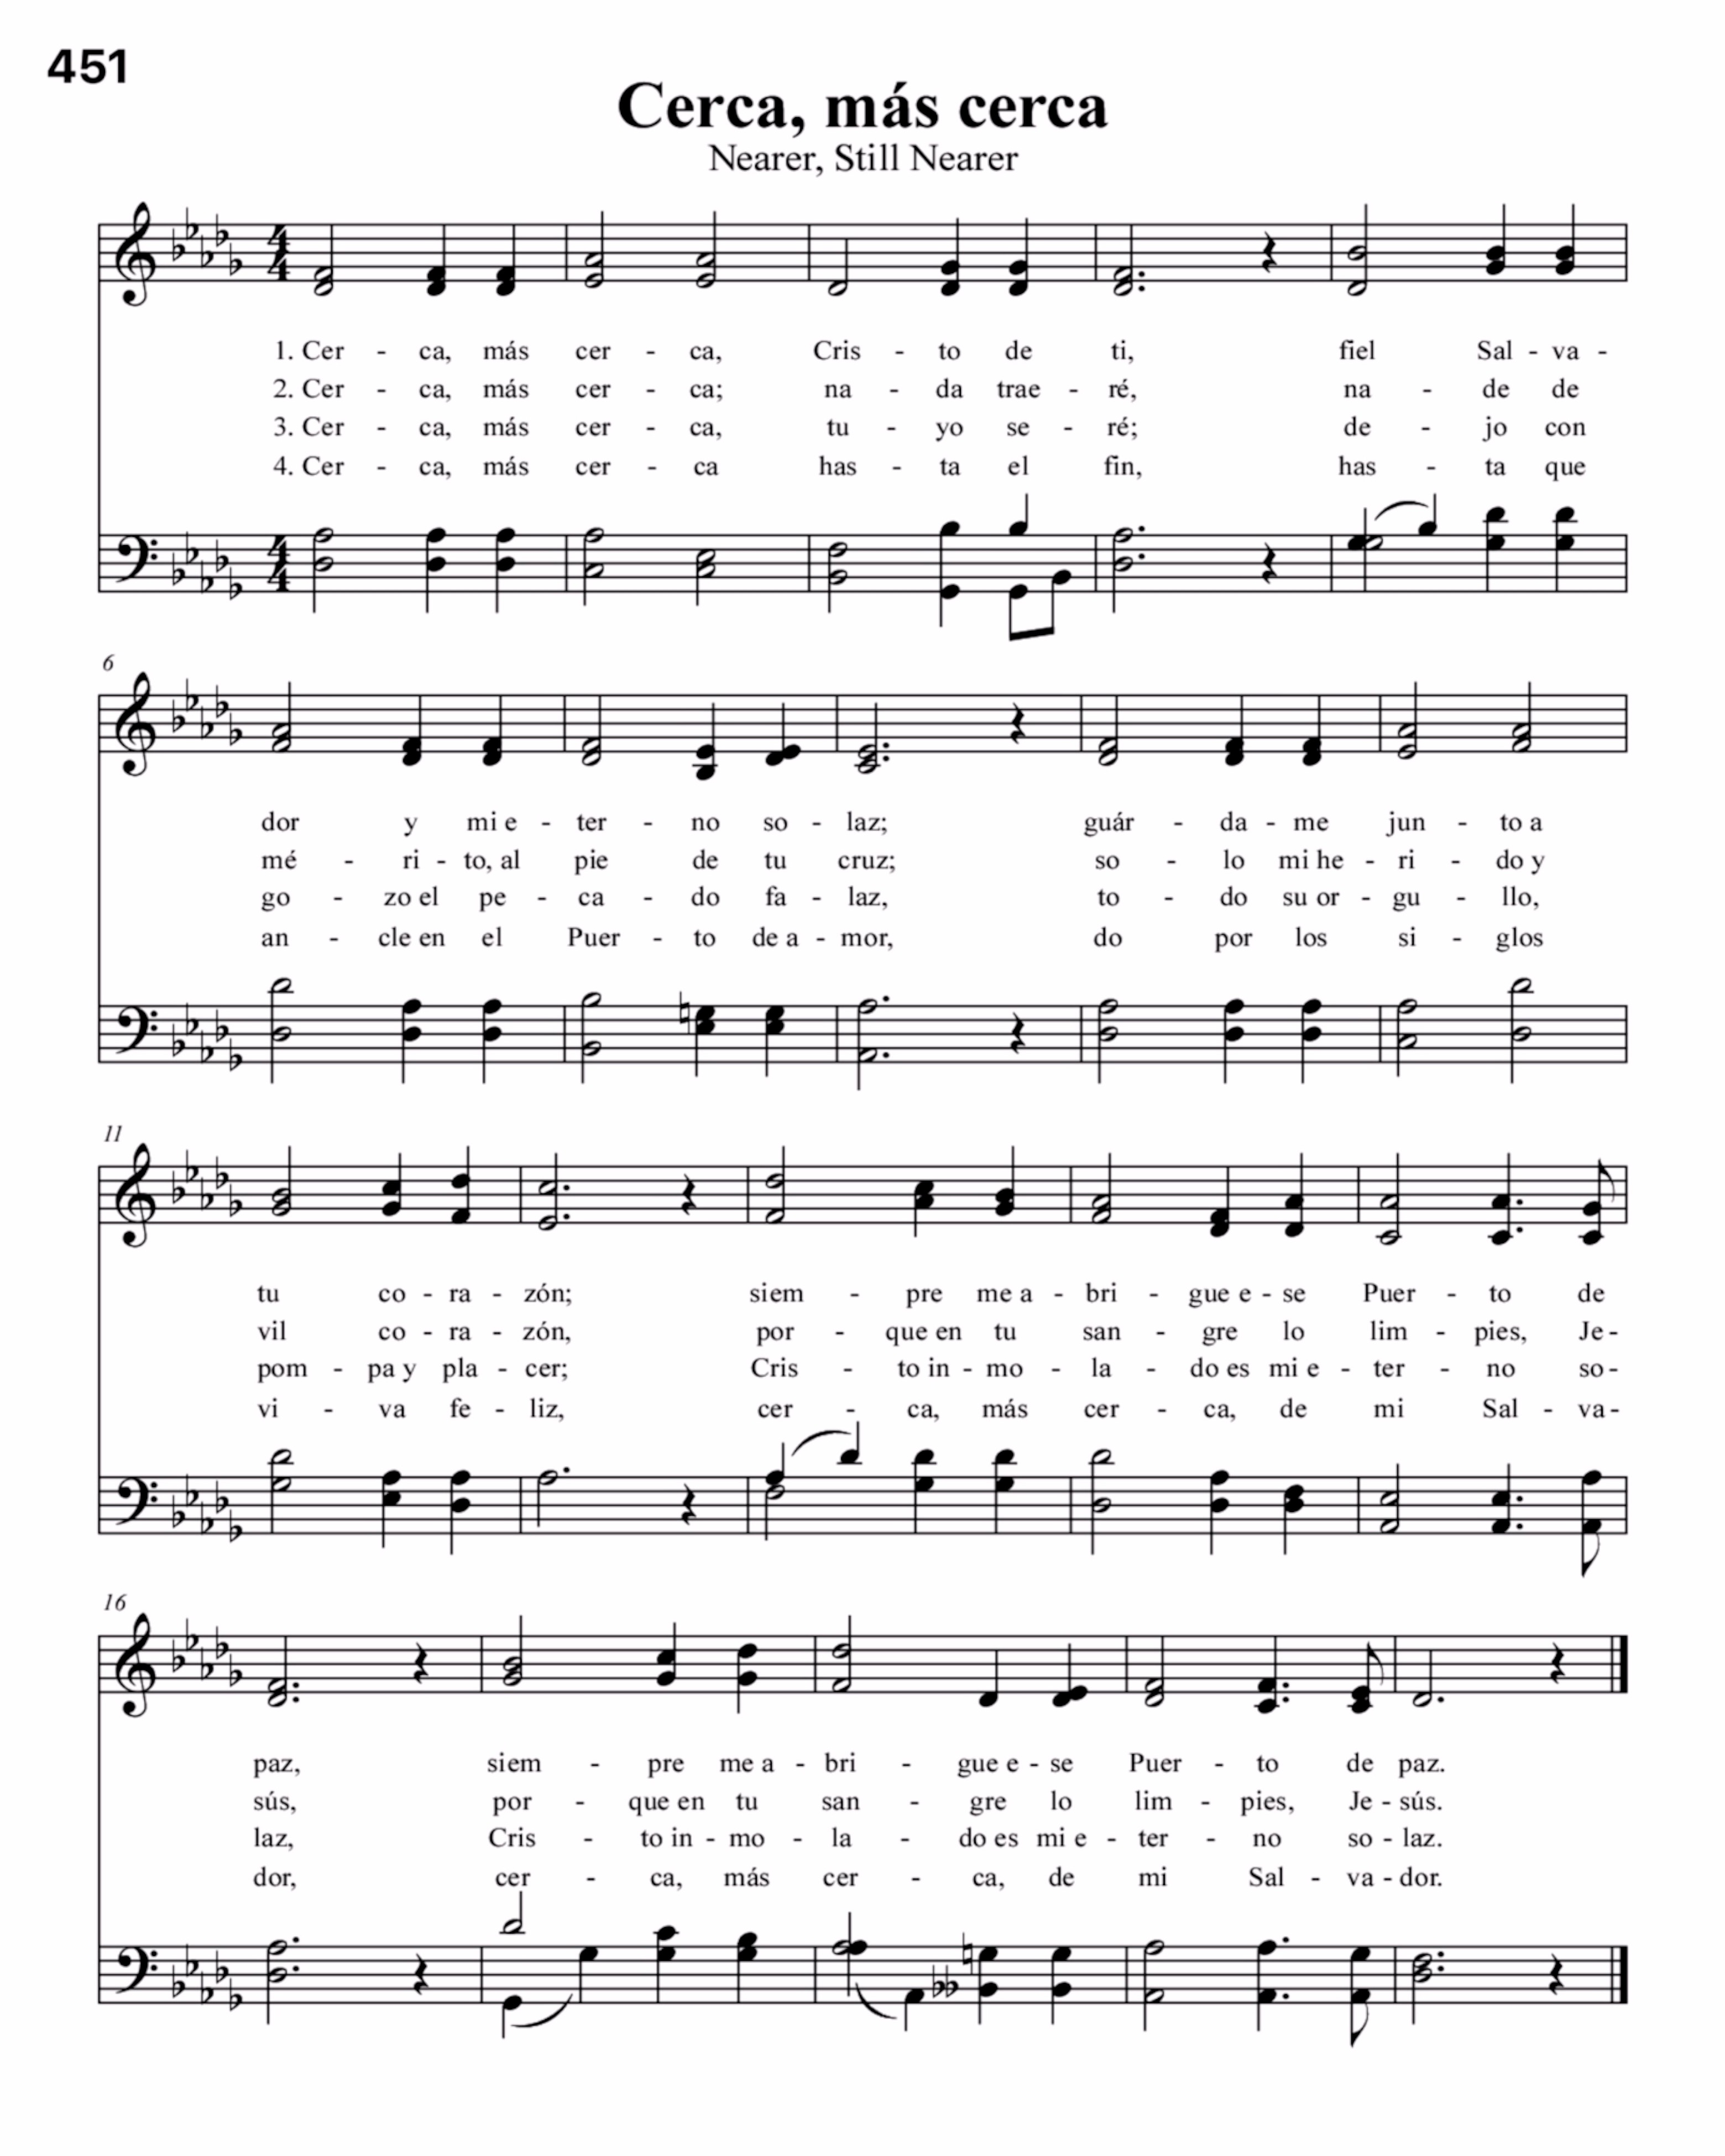 451
Cerca, más cerca
Nearer, Still Nearer
1. Cer - ca, más cer - ca, Cris - to de ti, fiel Sal - va -
2. Cer - ca, más cer - ca; na - da trae - ré, na - de de
3. Cer - ca, más cer - ca, tu - yo se - ré; de - jo con
4. Cer - ca, más cer - ca has - ta el fin, has - ta que
6
dor y mi e - ter - no so - laz; guár - da - me jun - to a
mé - ri - to, al pie de tu cruz; so - lo mi he - ri - do y
go - zo el pe - ca - do fa - laz, to - do su or - gu - llo,
an - cle en el Puer - to de a - mor, do por los si - glos
11
tu co - ra - zón; siem - pre me a - bri - gue e - se Puer - to de
vil co - ra - zón, por - que en tu san - gre lo lim - pies, Je -
pom - pa y pla - cer; Cris - to in - mo - la - do es mi e - ter - no so -
vi - va fe - liz, cer - ca, más cer - ca, de mi Sal - va -
16
paz, siem - pre me a - bri - gue e - se Puer - to de paz.
sús, por - que en tu san - gre lo lim - pies, Je - sús.
laz, Cris - to in - mo - la - do es mi e - ter - no so - laz.
dor, cer - ca, más cer - ca, de mi Sal - va - dor.